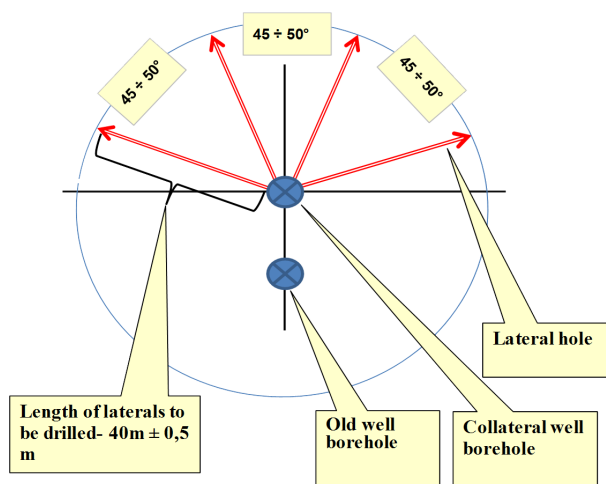 45 ÷ 50°
45 ÷ 50°
45 ÷ 50°
Lateral hole
Length of laterals to
be drilled- 40m ± 0,5
m
Old well
borehole
Collateral well
borehole